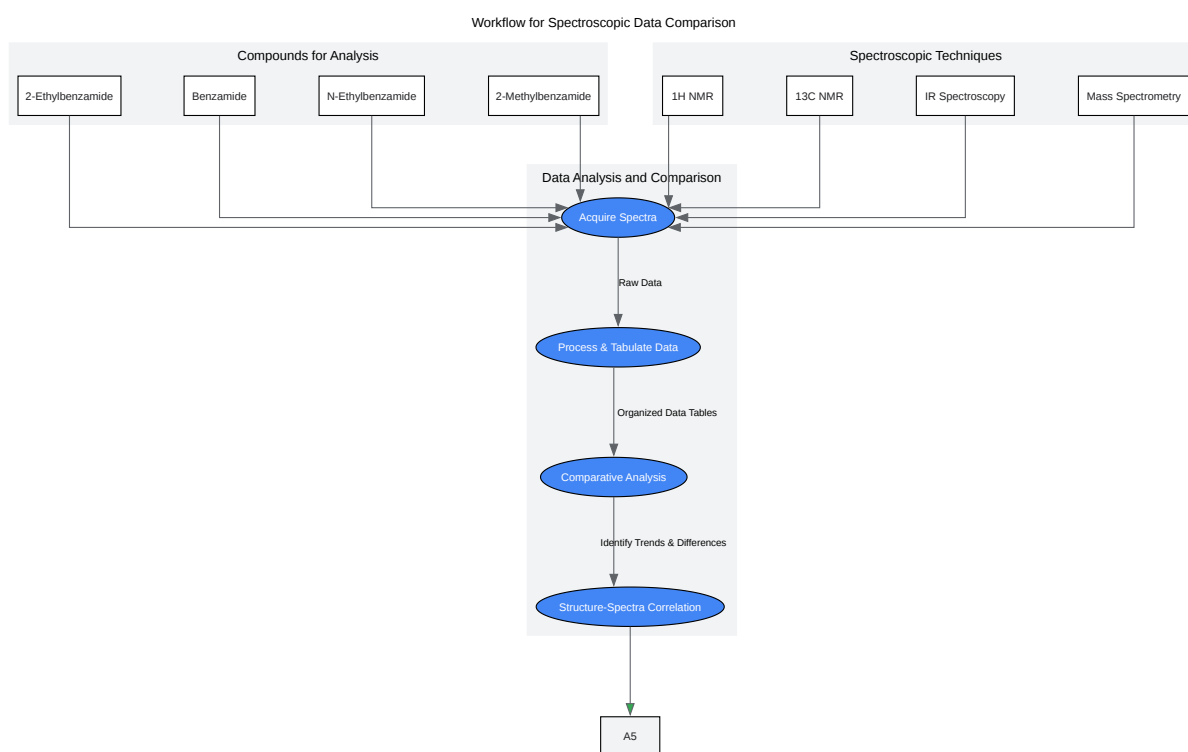 Workflow for Spectroscopic Data Comparison
Compounds for Analysis
Spectroscopic Techniques
2-Ethylbenzamide
Benzamide
N-Ethylbenzamide
2-Methylbenzamide
1H NMR
13C NMR
IR Spectroscopy
Mass Spectrometry
Data Analysis and Comparison
Acquire Spectra
Raw Data
Process & Tabulate Data
Organized Data Tables
Comparative Analysis
Identify Trends & Differences
Structure-Spectra Correlation
A5